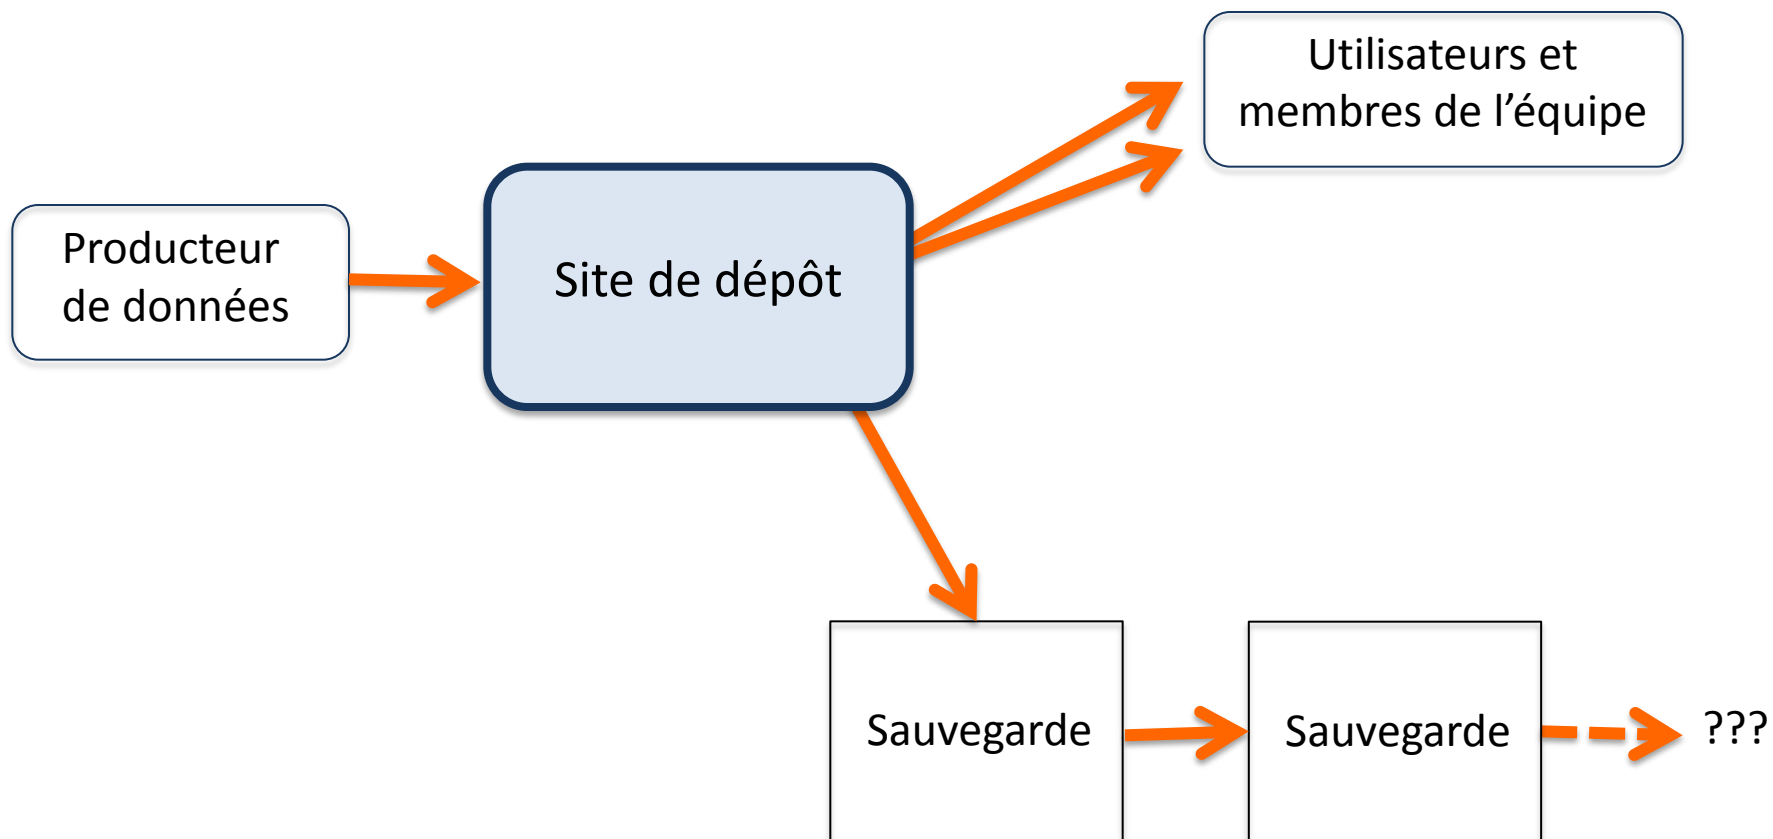 Utilisateurs et
membres de l’équipe
Producteur
de données
Site de dépôt
Sauvegarde
Sauvegarde
???